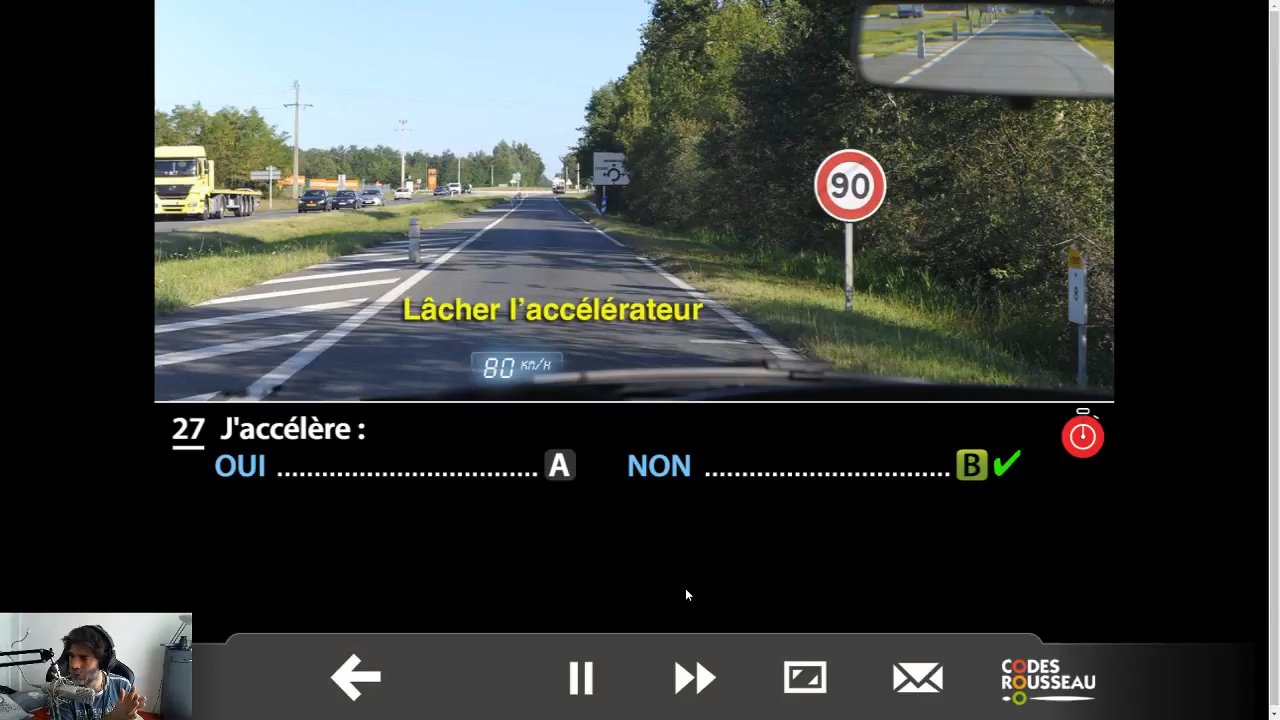 90
Lâcher l'accélérateur
80 KM/H
27 J'accélère :
OUI ................................... A
NON ................................. B ✔
CODES
ROUSSEAU